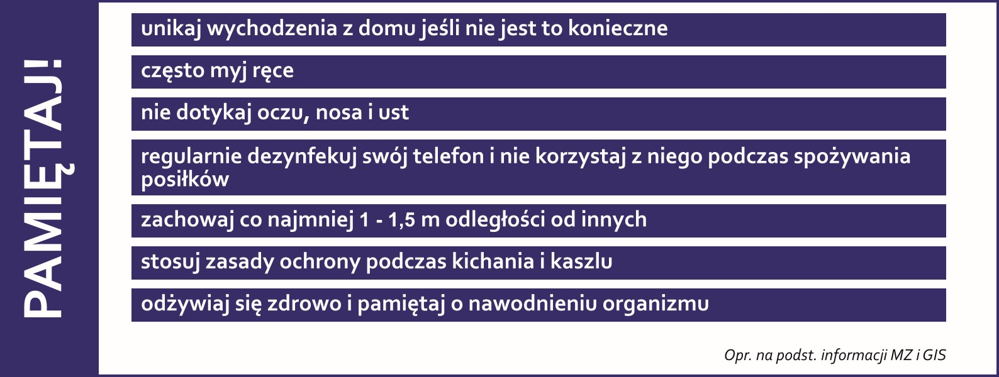 PAMIĘTAJ!
unikaj wychodzenia z domu jeśli nie jest to konieczne
często myj ręce
nie dotykaj oczu, nosa i ust
regularnie dezynfekuj swój telefon i nie korzystaj z niego podczas spożywania
posiłków
zachowaj co najmniej 1 - 1,5 m odległości od innych
stosuj zasady ochrony podczas kichania i kaszlu
odżywiaj się zdrowo i pamiętaj o nawodnieniu organizmu
Opr. na podst. informacji MZ i GIS